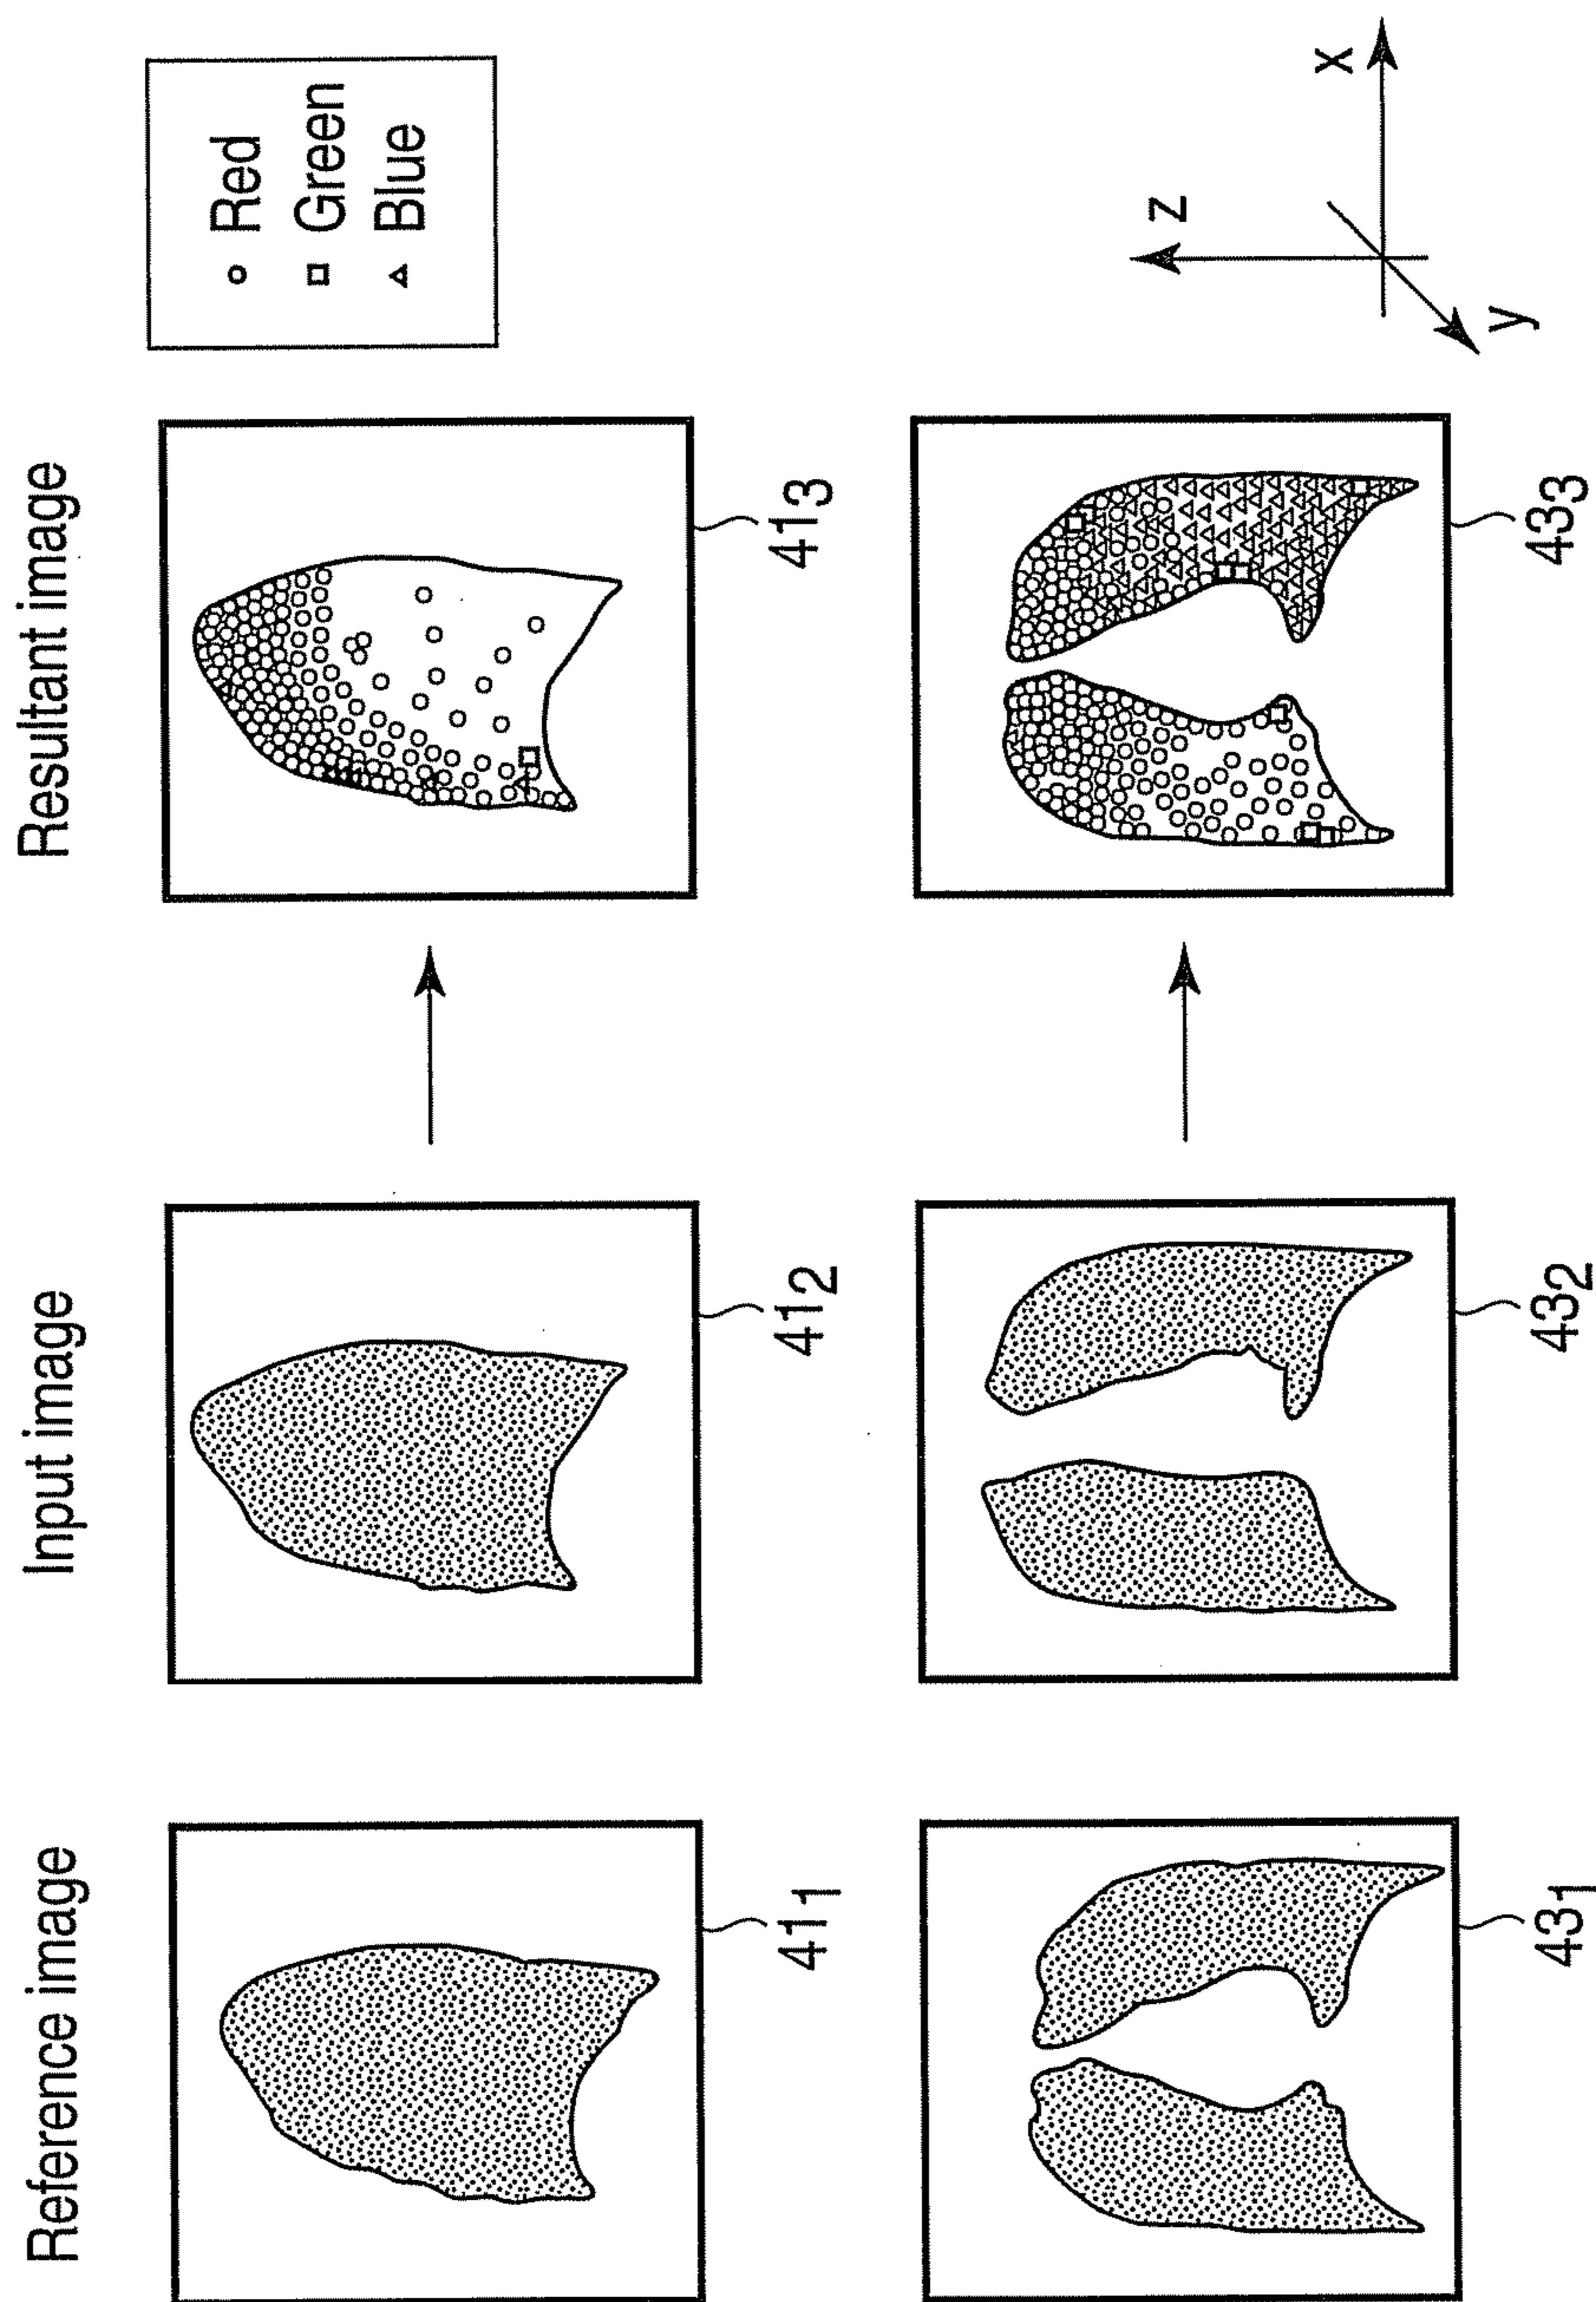 Reference image
Input image
Resultant image
Red
Green
Blue
41₁
41₂
41₃
43₁
43₂
43₃
z
x
y